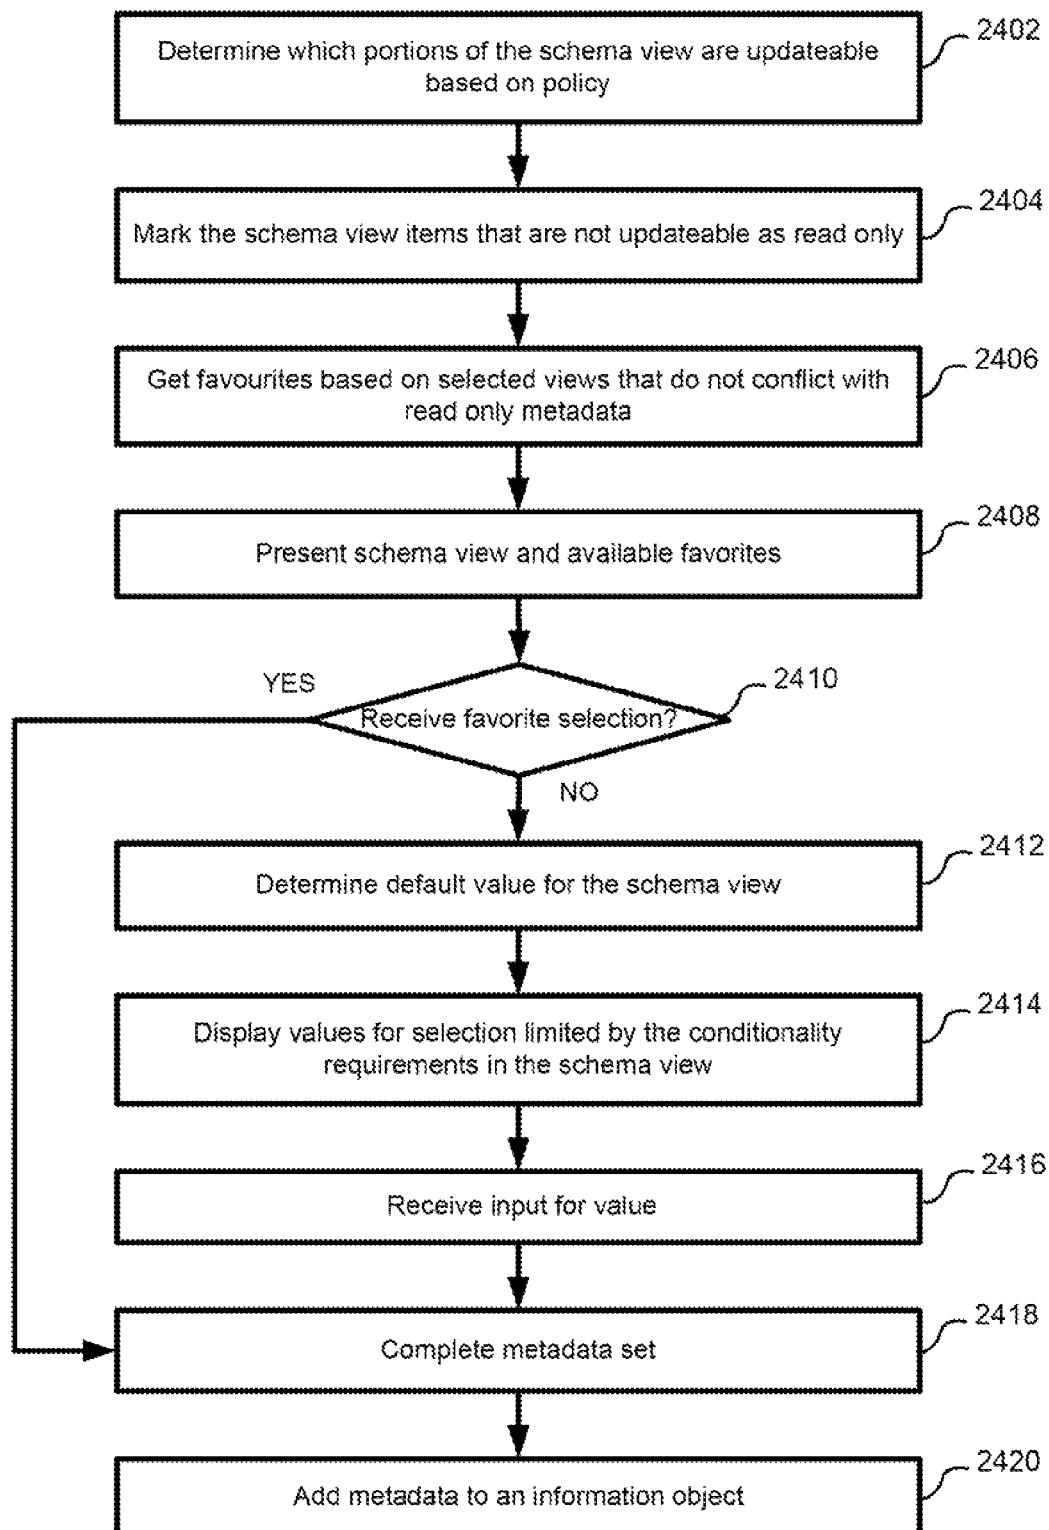 2402
Determine which portions of the schema view are updateable
based on policy
2404
Mark the schema view items that are not updateable as read only
2406
Get favourites based on selected views that do not conflict with
read only metadata
2408
Present schema view and available favorites
YES
2410
Receive favorite selection?
NO
2412
Determine default value for the schema view
2414
Display values for selection limited by the conditionality
requirements in the schema view
2416
Receive input for value
2418
Complete metadata set
2420
Add metadata to an information object